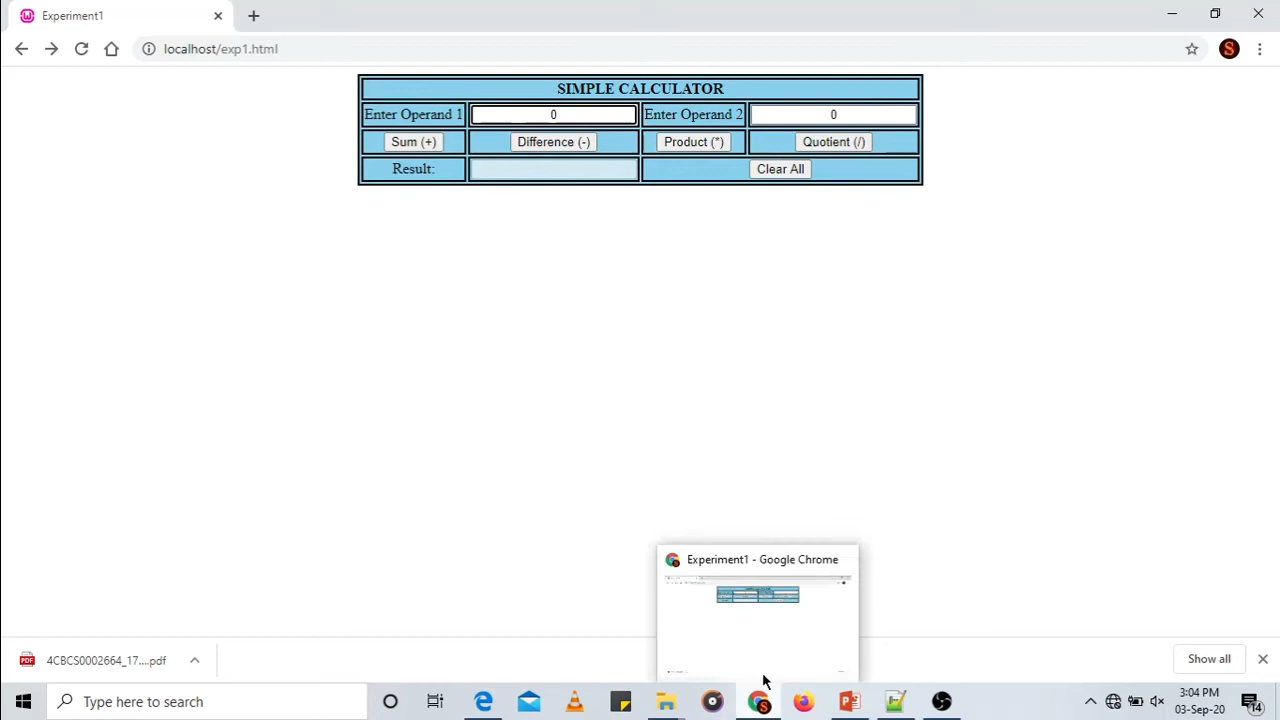 Experiment1
localhost/exp1.html
S
SIMPLE CALCULATOR
Enter Operand 1 0 Enter Operand 2 0
Sum (+) Difference (-) Product (*) Quotient (/)
Result: Clear All
Experiment1 - Google Chrome
PDF 4CBCS0002664_17....pdf Show all
Type here to search
3:04 PM
03-Sep-20
14